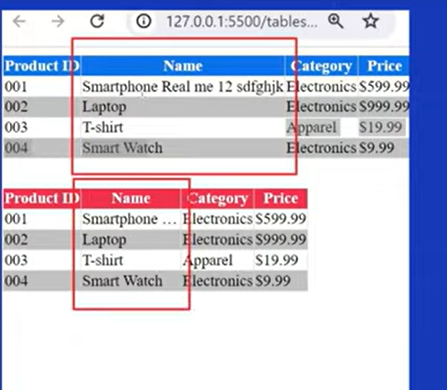 127.0.0.1:5500/tables...
Product ID Name Category Price
001 Smartphone Real me 12 sdfghjk Electronics $599.99
002 Laptop Electronics $999.99
003 T-shirt Apparel $19.99
004 Smart Watch Electronics $9.99
Product ID Name Category Price
001 Smartphone ... Electronics $599.99
002 Laptop Electronics $999.99
003 T-shirt Apparel $19.99
004 Smart Watch Electronics $9.99